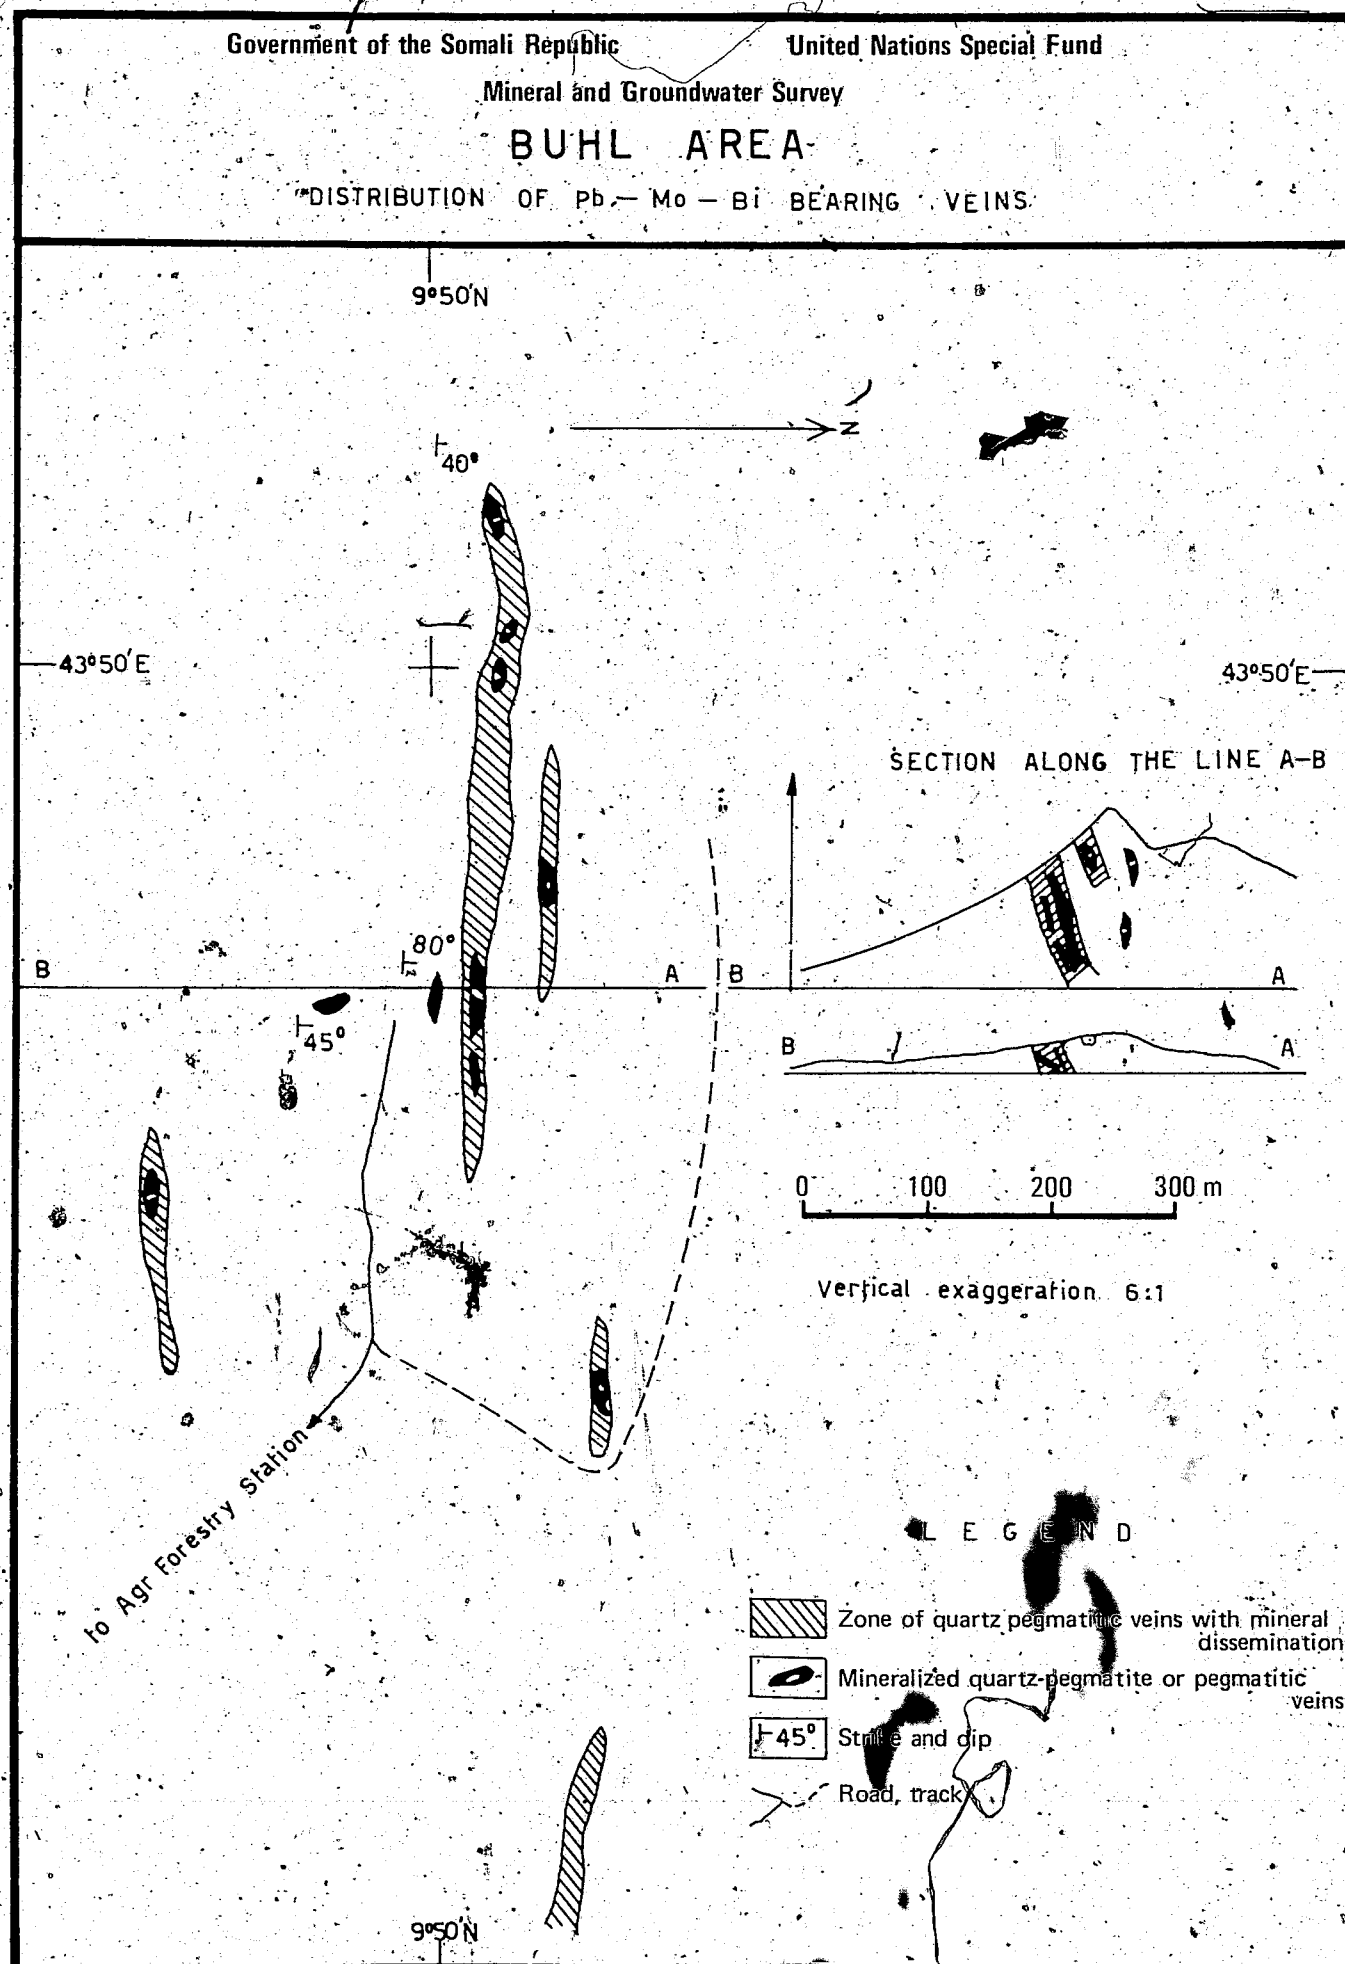 Government of the Somali Republic
United Nations Special Fund
Mineral and Groundwater Survey
BUHL AREA
DISTRIBUTION OF Pb – Mo – Bi BEARING VEINS
9°50'N
N
40°
43°50'E
43°50'E
SECTION ALONG THE LINE A–B
80°
B
A
B
A
45°
B
A
0 100 200 300 m
Vertical exaggeration 6:1
to Agr Forestry Station
LEGEND
Zone of quartz pegmatitic veins with mineral
dissemination
Mineralized quartz-pegmatite or pegmatitic
veins
45° Strike and dip
Road, track
9°50'N